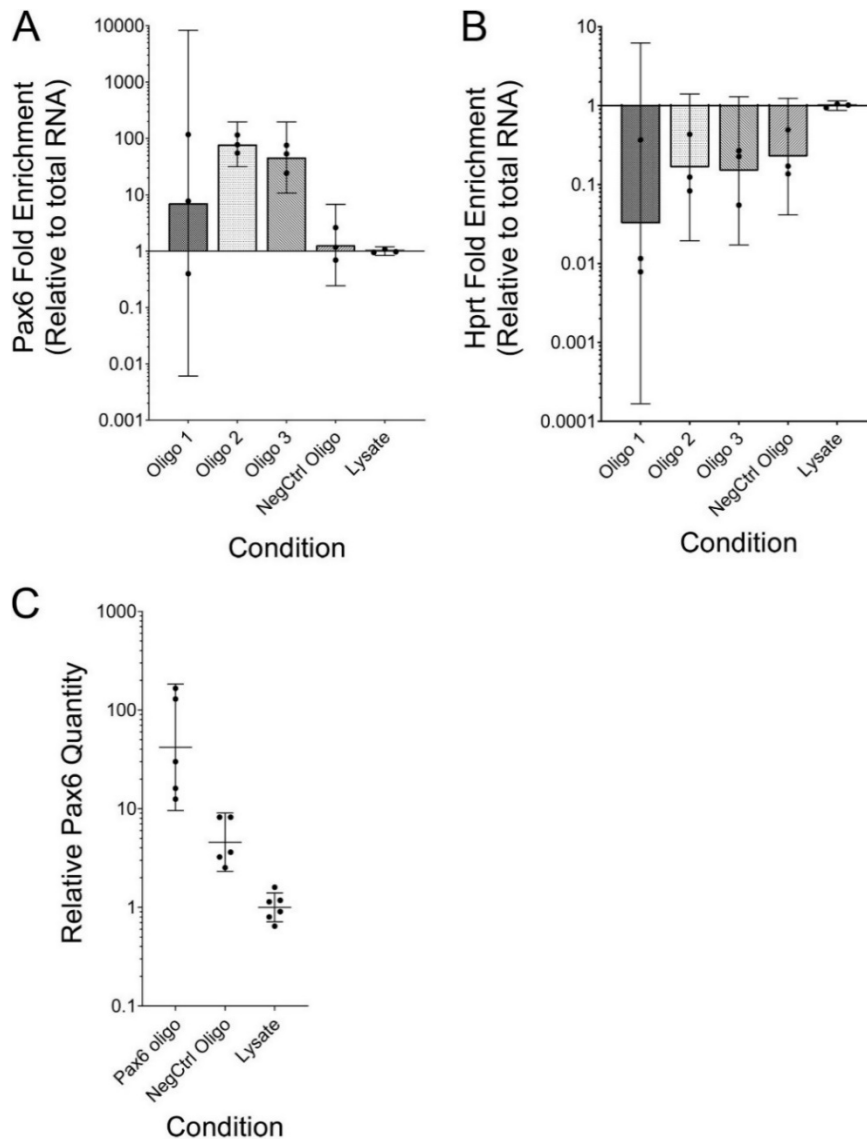 A
Pax6 Fold Enrichment
(Relative to total RNA)
10000
1000
100
10
1
0.1
0.01
0.001
Oligo 1
Oligo 2
Oligo 3
NegCtrl Oligo
Lysate
Condition
B
Hprt Fold Enrichment
(Relative to total RNA)
10
1
0.1
0.01
0.001
0.0001
Oligo 1
Oligo 2
Oligo 3
NegCtrl Oligo
Lysate
Condition
C
Relative Pax6 Quantity
1000
100
10
1
0.1
Pax6 oligo
NegCtrl Oligo
Lysate
Condition